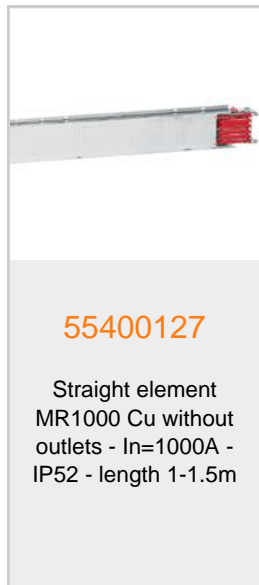 55400127
Straight element
MR1000 Cu without
outlets - In=1000A -
IP52 - length 1-1.5m